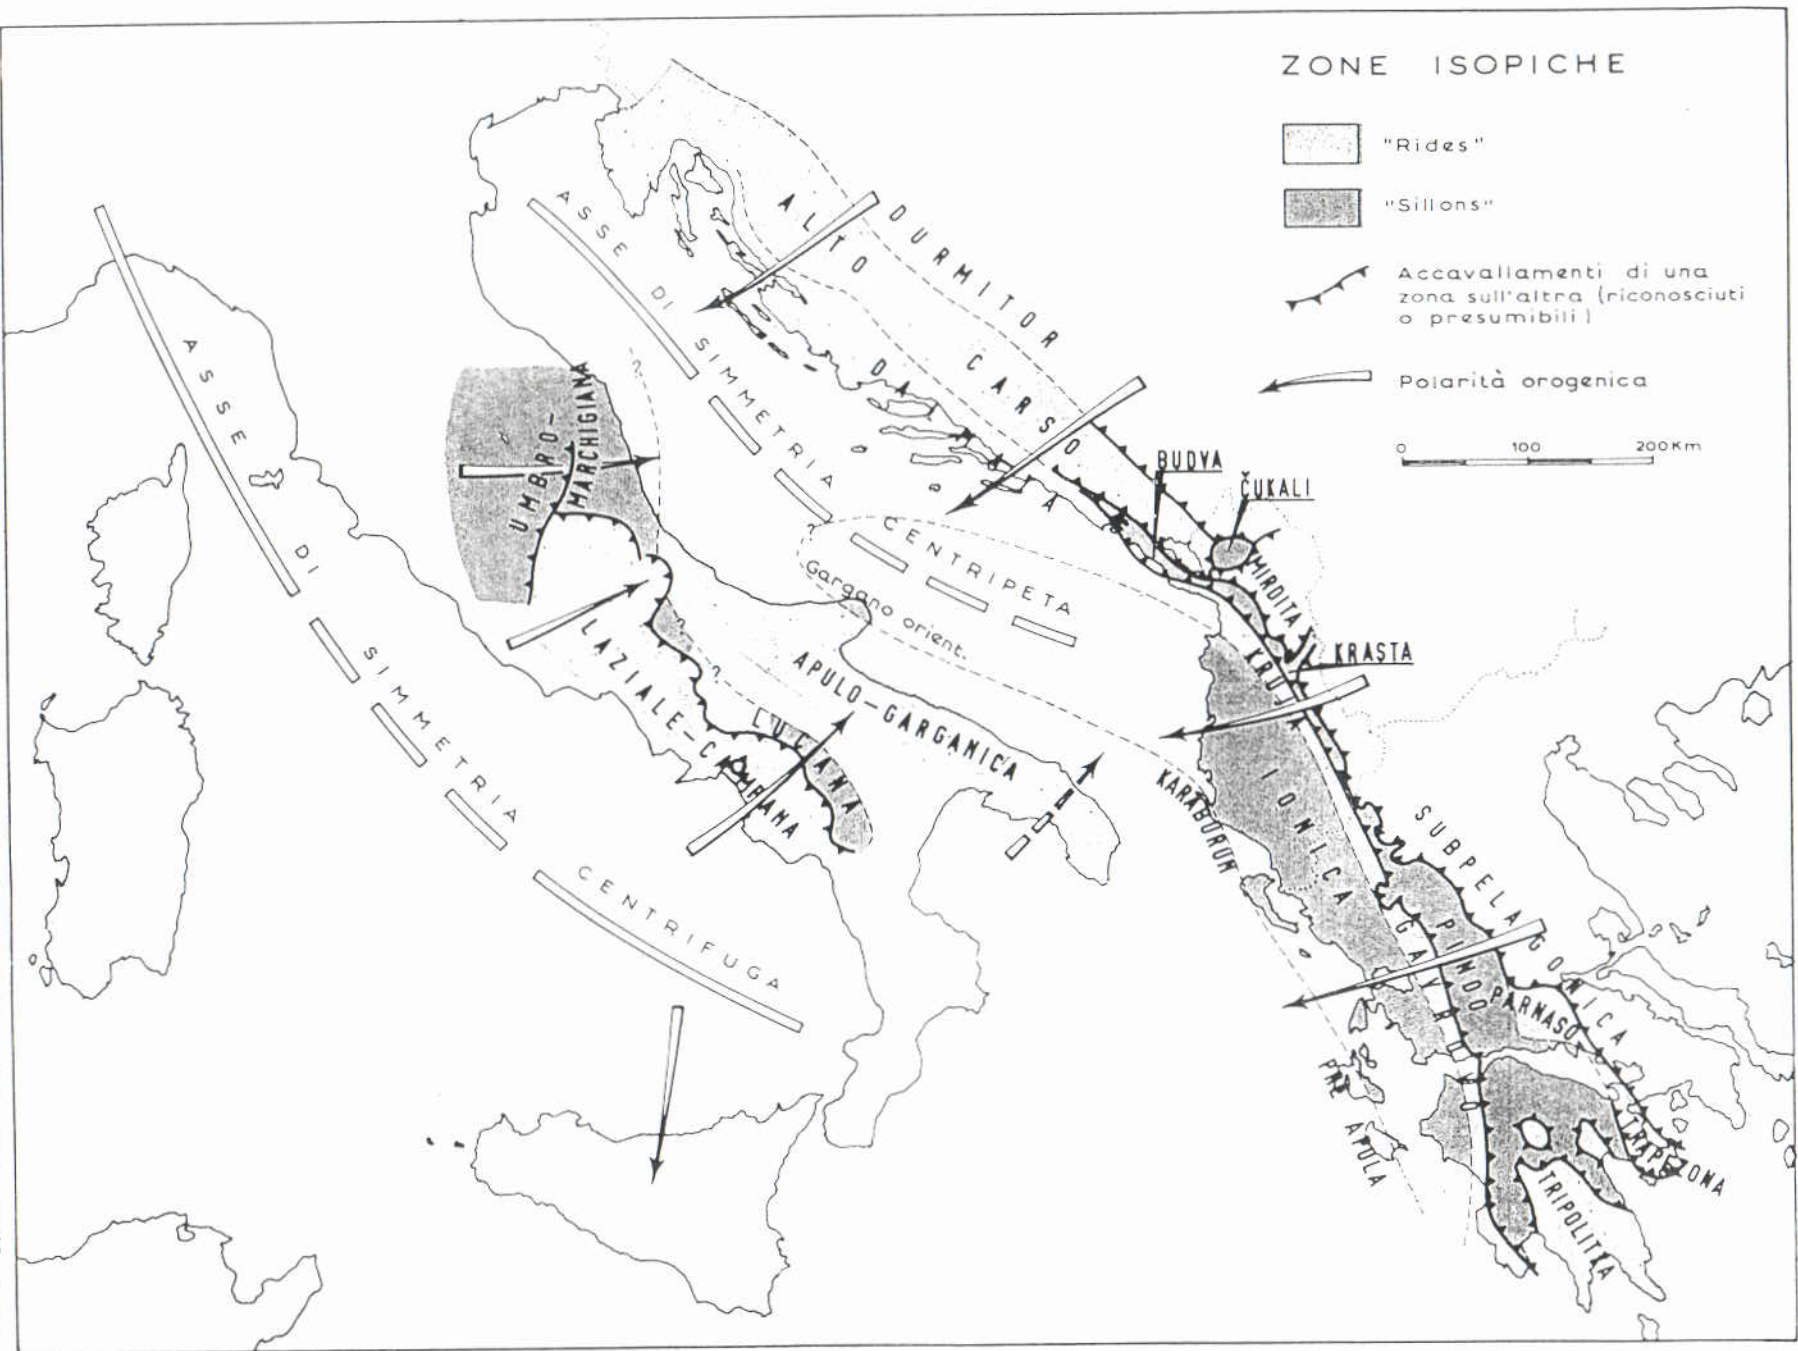 ZONE ISOPICHE
"Rides"
"Sillons"
Accavallamenti di una
zona sull'altra (riconosciuti
o presumibili)
Polarità orogenica
0 100 200Km
ASSE DI SIMMETRIA CENTRIPETA
ASSE DI SIMMETRIA CENTRIFUGA
ALTO CARSO
DURMITOR
DALMATA
UMBRO-
MARCHIGIANA
?
?
?
BUDVA
ČUKALI
MIRDITA
KRASTA
KRUJA
Gargano orient.
LAZIALE-CAMPANA
LUCANA
APULO-GARGANICA
KARABURUN
IONICA
SUBPELAGONICA
PINDO
GAVROVO
PARNASO
PRE APULA
TRAPEZONA
TRIPOLITZA